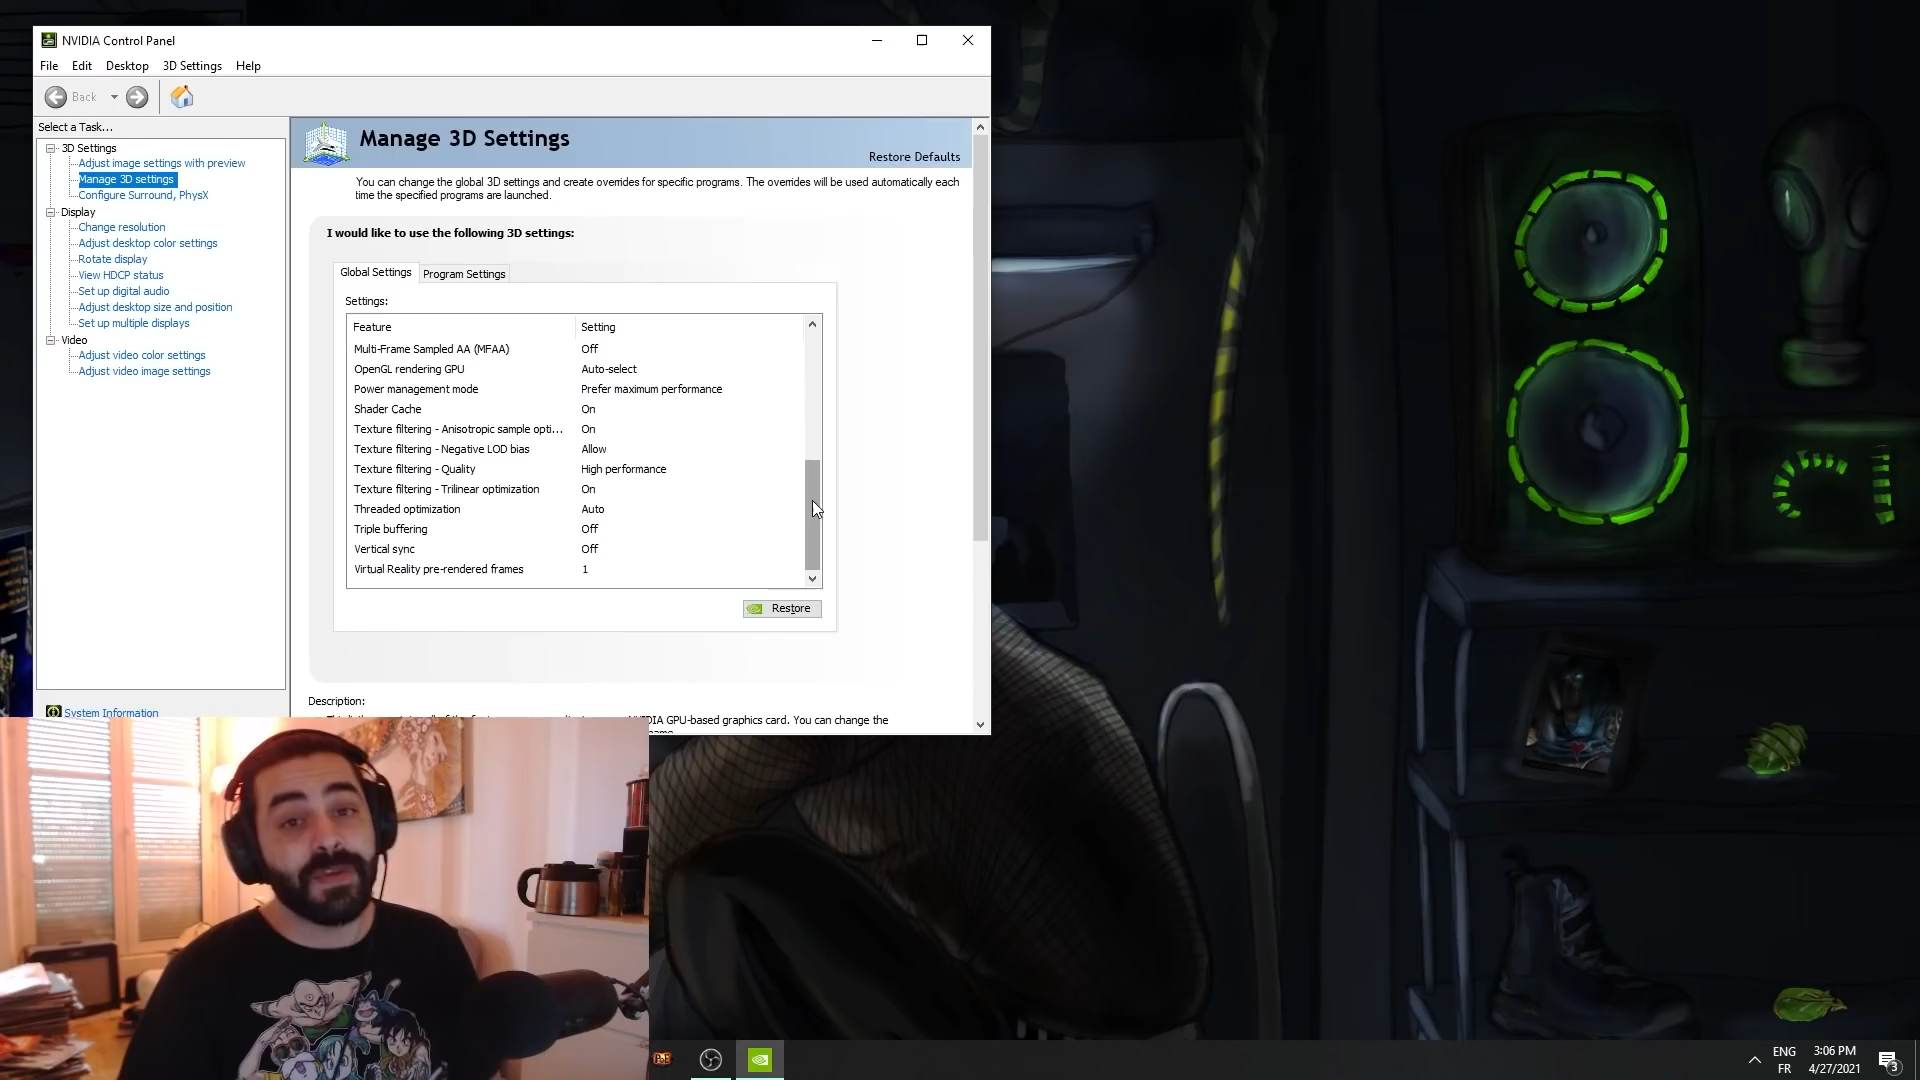 NVIDIA Control Panel
File Edit Desktop 3D Settings Help
Back
Select a Task...
3D Settings
Adjust image settings with preview
Manage 3D settings
Configure Surround, PhysX
Display
Change resolution
Adjust desktop color settings
Rotate display
View HDCP status
Set up digital audio
Adjust desktop size and position
Set up multiple displays
Video
Adjust video color settings
Adjust video image settings
System Information
Manage 3D Settings
Restore Defaults
You can change the global 3D settings and create overrides for specific programs. The overrides will be used automatically each
time the specified programs are launched.
I would like to use the following 3D settings:
Global Settings Program Settings
Settings:
Feature Setting
Multi-Frame Sampled AA (MFAA) Off
OpenGL rendering GPU Auto-select
Power management mode Prefer maximum performance
Shader Cache On
Texture filtering - Anisotropic sample opti... On
Texture filtering - Negative LOD bias Allow
Texture filtering - Quality High performance
Texture filtering - Trilinear optimization On
Threaded optimization Auto
Triple buffering Off
Vertical sync Off
Virtual Reality pre-rendered frames 1
Restore
Description:
NVIDIA GPU-based graphics card. You can change the
PoE
ENG
FR
3:06 PM
4/27/2021
3